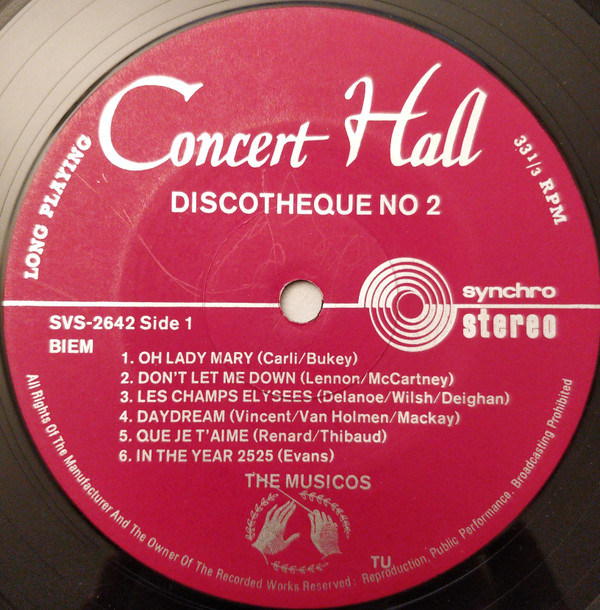 Concert Hall
LONG PLAYING
33 1/3 RPM
DISCOTHEQUE NO 2
synchro
stereo
SVS-2642 Side 1
BIEM
1. OH LADY MARY (Carli/Bukey)
2. DON'T LET ME DOWN (Lennon/McCartney)
3. LES CHAMPS ELYSEES (Delanoe/Wilsh/Deighan)
4. DAYDREAM (Vincent/Van Holmen/Mackay)
5. QUE JE T'AIME (Renard/Thibaud)
6. IN THE YEAR 2525 (Evans)
THE MUSICOS
TU
All Rights Of The Manufacturer And The Owner Of The Recorded Works Reserved: Reproduction, Public Performance, Broadcasting Prohibited